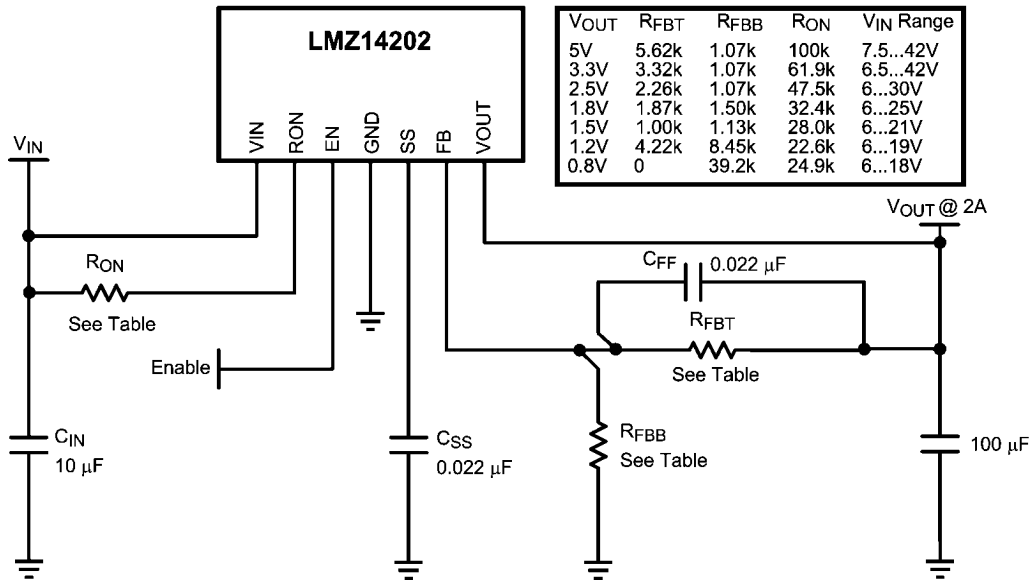 LMZ14202
VIN
RON
EN
GND
SS
FB
VOUT
VOUT RFBT RFBB RON VIN Range
5V 5.62k 1.07k 100k 7.5...42V
3.3V 3.32k 1.07k 61.9k 6.5...42V
2.5V 2.26k 1.07k 47.5k 6...30V
1.8V 1.87k 1.50k 32.4k 6...25V
1.5V 1.00k 1.13k 28.0k 6...21V
1.2V 4.22k 8.45k 22.6k 6...19V
0.8V 0 39.2k 24.9k 6...18V
VIN
VOUT @ 2A
RON
See Table
CFF 0.022 μF
RFBT
See Table
Enable
CIN
10 μF
CSS
0.022 μF
RFBB
See Table
100 μF